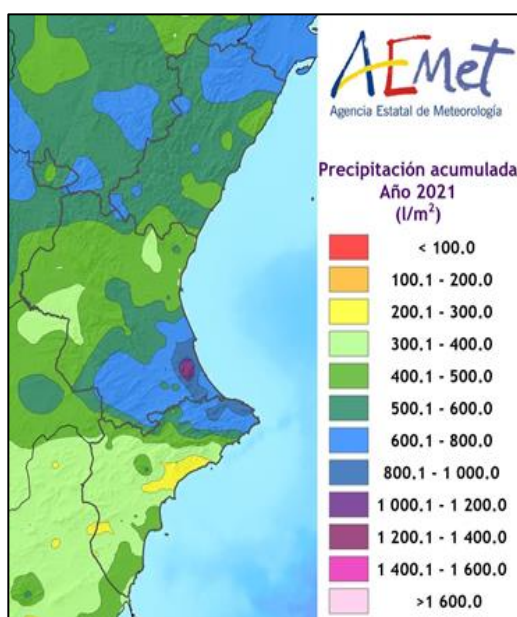 AEMet
Agencia Estatal de Meteorología
Precipitación acumulada
Año 2021
(l/m²)
< 100.0
100.1 - 200.0
200.1 - 300.0
300.1 - 400.0
400.1 - 500.0
500.1 - 600.0
600.1 - 800.0
800.1 - 1 000.0
1 000.1 - 1 200.0
1 200.1 - 1 400.0
1 400.1 - 1 600.0
>1 600.0